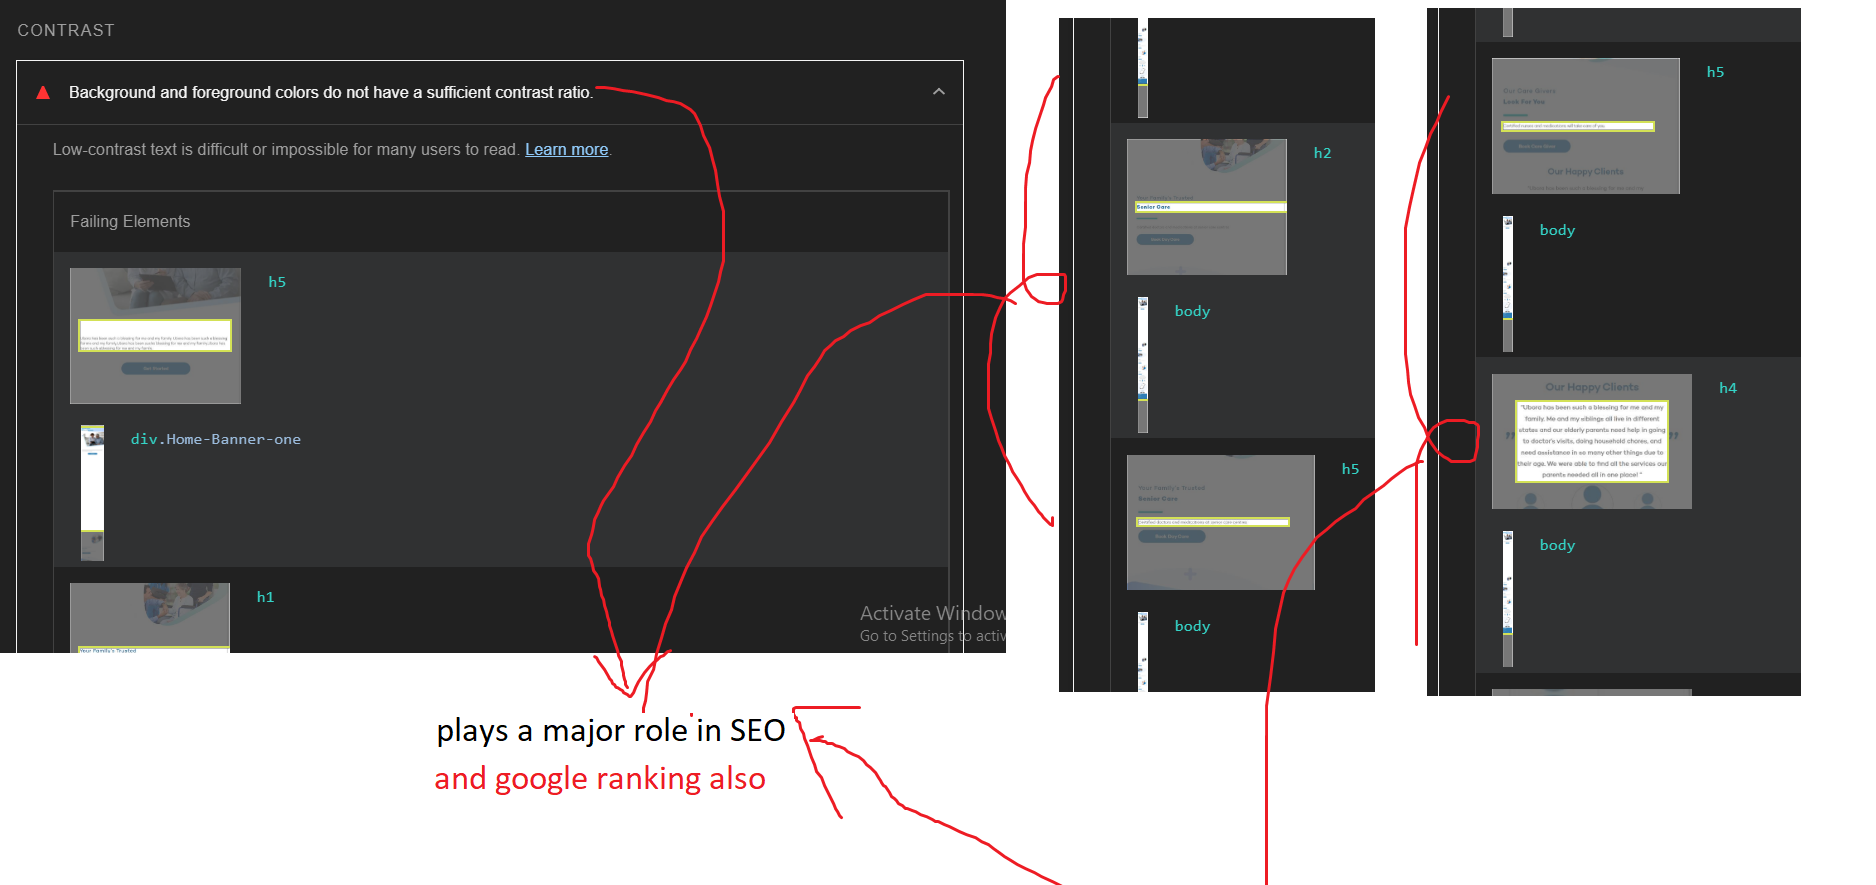 CONTRAST
Background and foreground colors do not have a sufficient contrast ratio.
Low-contrast text is difficult or impossible for many users to read. Learn more.
Failing Elements
h5
div.Home-Banner-one
h1
Your Family's Trusted
Activate Window
Go to Settings to activ
plays a major role in SEO
and google ranking also
h2
Your Family's Trusted
Senior Care
body
h5
Your Family's Trusted
Senior Care
body
h5
Our Care Givers
Look For You
Our Happy Clients
body
h4
Our Happy Clients
"Ubora has been such a blessing for me and my
family. Me and my siblings all live in different
states and our elderly parents need help in going
to doctor's visits, doing household chores, and
need assistance in so many other things due to
their age. We were able to find all the services our
parents needed all in one place! "
body